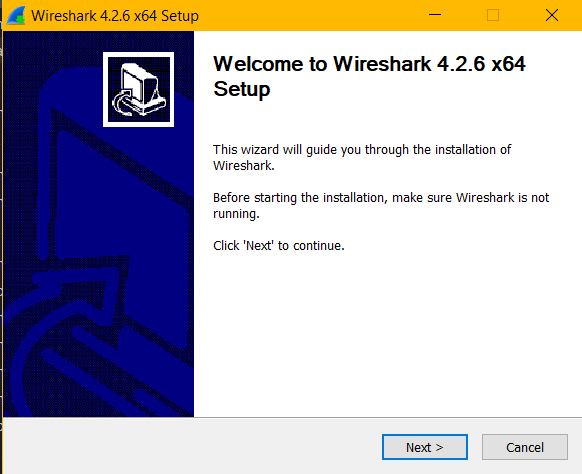 Wireshark 4.2.6 x64 Setup
Welcome to Wireshark 4.2.6 x64
Setup
This wizard will guide you through the installation of
Wireshark.
Before starting the installation, make sure Wireshark is not
running.
Click 'Next' to continue.
Next >
Cancel